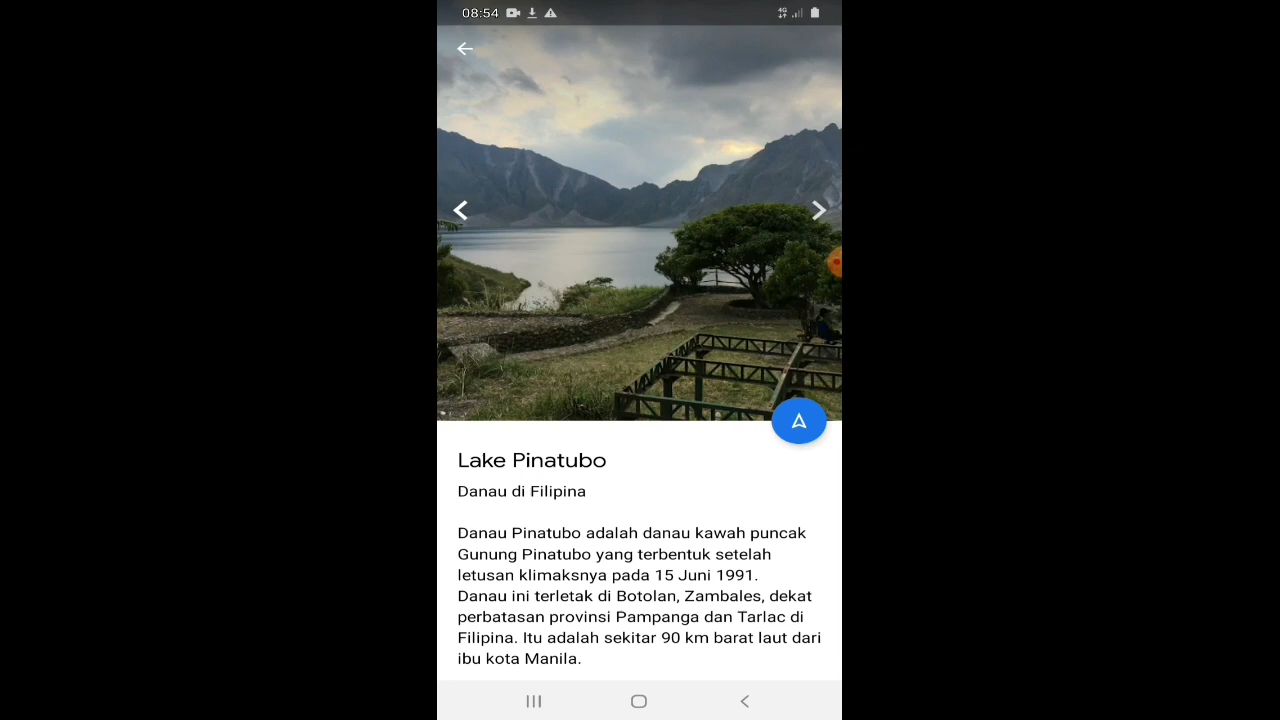 08:54
4G
Lake Pinatubo
Danau di Filipina
Danau Pinatubo adalah danau kawah puncak
Gunung Pinatubo yang terbentuk setelah
letusan klimaksnya pada 15 Juni 1991.
Danau ini terletak di Botolan, Zambales, dekat
perbatasan provinsi Pampanga dan Tarlac di
Filipina. Itu adalah sekitar 90 km barat laut dari
ibu kota Manila.